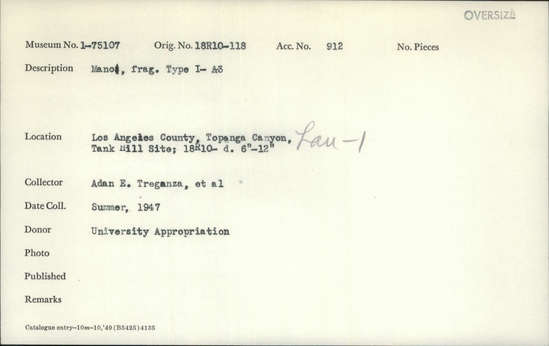 OVERSIZE
Museum No. 1-75107 Orig. No. 18R10-118 Acc. No. 912 No. Pieces
Description Mano, frag. Type I- A3
Location Los Angeles County, Topanga Canyon, Lan-1
Tank Hill Site; 18R10- d. 6"-12"
Collector Adan E. Treganza, et al
Date Coll. Summer, 1947
Donor University Appropriation
Photo
Published
Remarks
Catalogue entry—10m-10,'49 (B5425) 4135